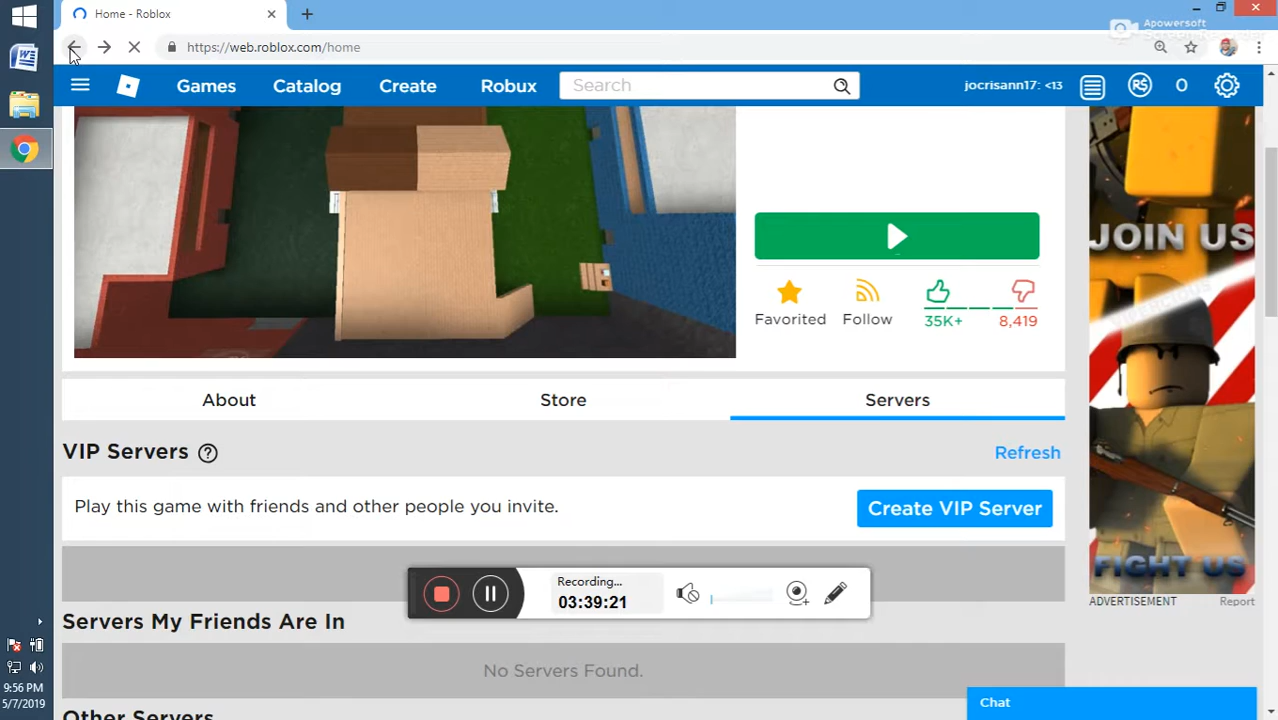 Home - Roblox
Apowersoft
Screen Recorder
https://web.roblox.com/home
Games
Catalog
Create
Robux
Search
jocrisann17: <13
R$
0
JOIN US
Favorited
Follow
35K+
8,419
About
Store
Servers
VIP Servers ?
Refresh
Play this game with friends and other people you invite.
Create VIP Server
FIGHT US
Recording...
03:39:21
ADVERTISEMENT
Report
Servers My Friends Are In
No Servers Found.
Chat
Other Servers
9:56 PM
5/7/2019